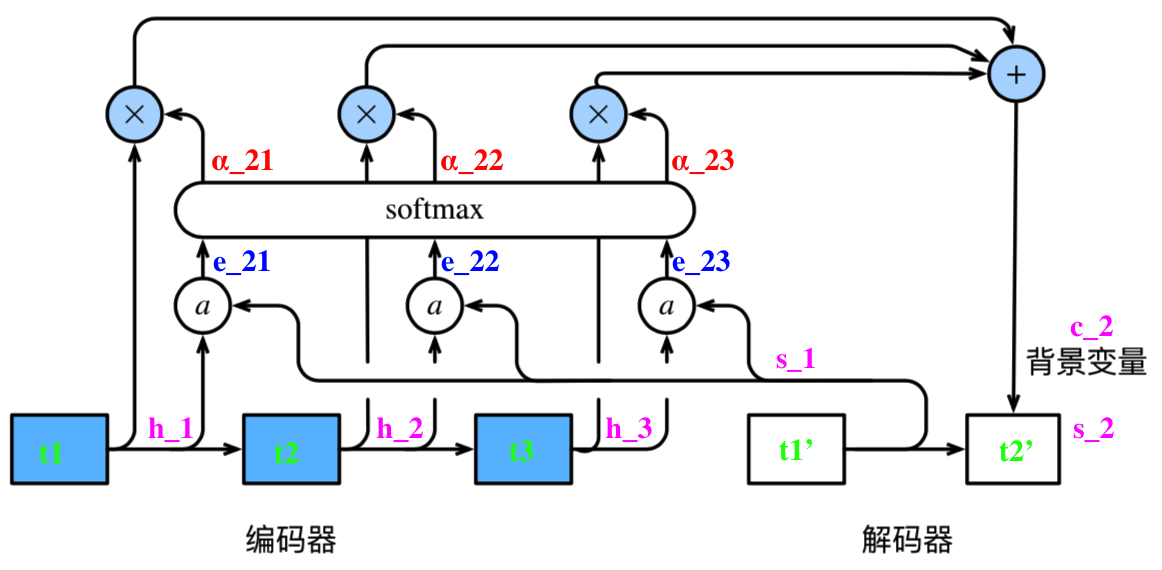 +
× × ×
α_21 α_22 α_23
softmax
e_21 e_22 e_23
a a a
c_2
s_1 背景变量
h_1 h_2 h_3 s_2
t1 t2 t3 t1’ t2’
编码器 解码器